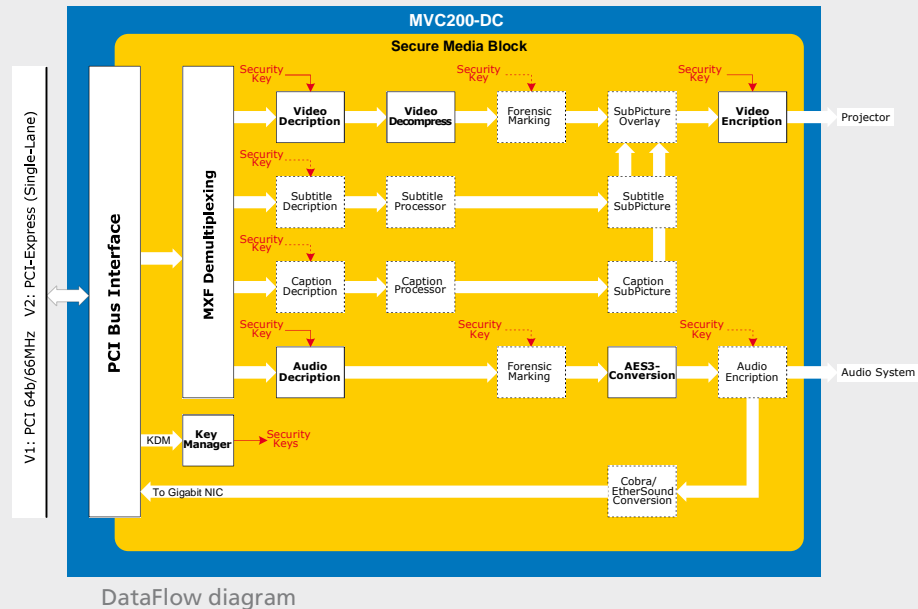 MVC200-DC
Secure Media Block
V1: PCI 64b/66MHz   V2: PCI-Express (Single-Lane)
PCI Bus Interface
MXF Demultiplexing
Security
Key
Video
Decription
Video
Decompress
Security
Key
Forensic
Marking
SubPicture
Overlay
Security
Key
Video
Encription
Projector
Security
Key
Subtitle
Decription
Subtitle
Processor
Subtitle
SubPicture
Security
Key
Caption
Decription
Caption
Processor
Caption
SubPicture
Security
Key
Audio
Decription
Security
Key
Forensic
Marking
AES3-
Conversion
Security
Key
Audio
Encription
Audio System
KDM
Key
Manager
Security
Keys
To Gigabit NIC
Cobra/
EtherSound
Conversion
DataFlow diagram